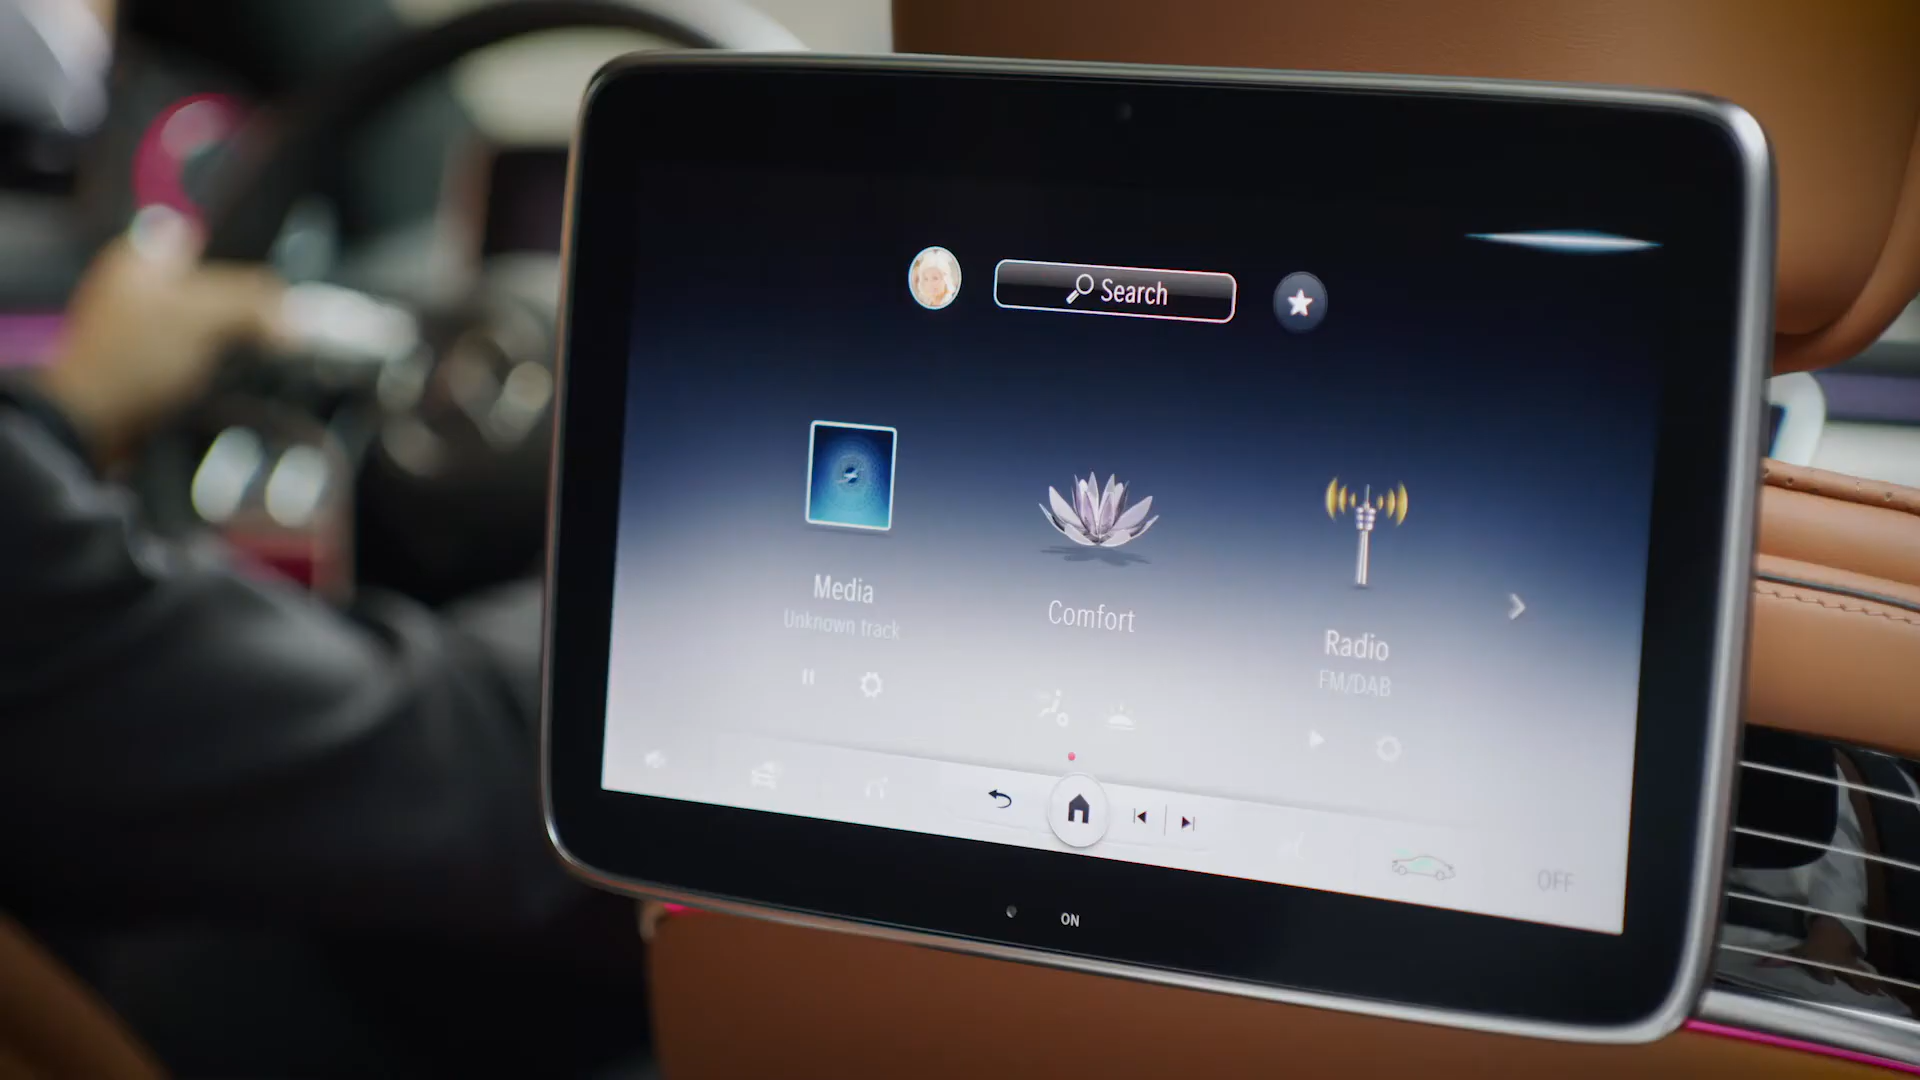 Search
Media
Unknown track
Comfort
Radio
FM/DAB
OFF
ON